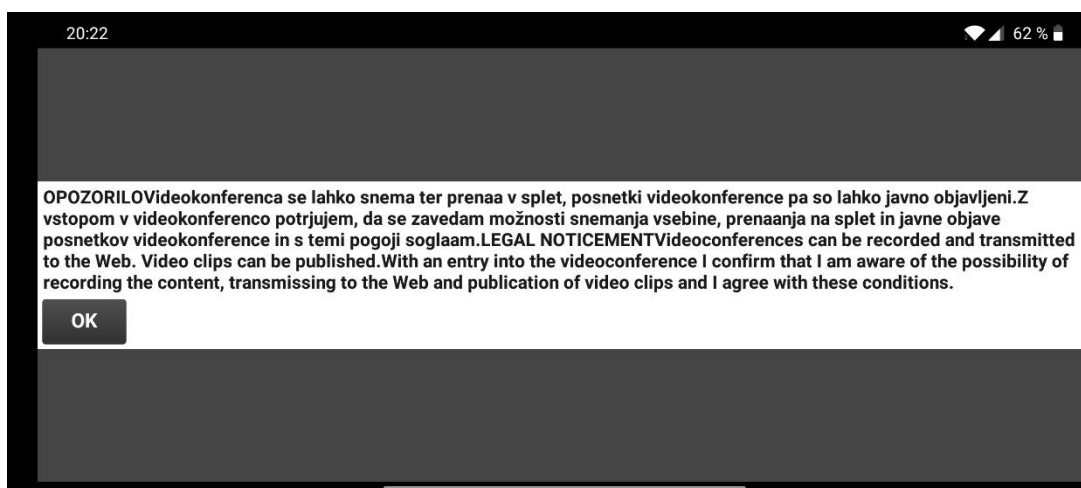 20:22
62 %
OPOZORILOVideokonferenca se lahko snema ter prenaa v splet, posnetki videokonference pa so lahko javno objavljeni.Z
vstopom v videokonferenco potrjujem, da se zavedam možnosti snemanja vsebine, prenaanja na splet in javne objave
posnetkov videokonference in s temi pogoji soglaam.LEGAL NOTICEMENTVideoconferences can be recorded and transmitted
to the Web. Video clips can be published.With an entry into the videoconference I confirm that I am aware of the possibility of
recording the content, transmissing to the Web and publication of video clips and I agree with these conditions.
OK